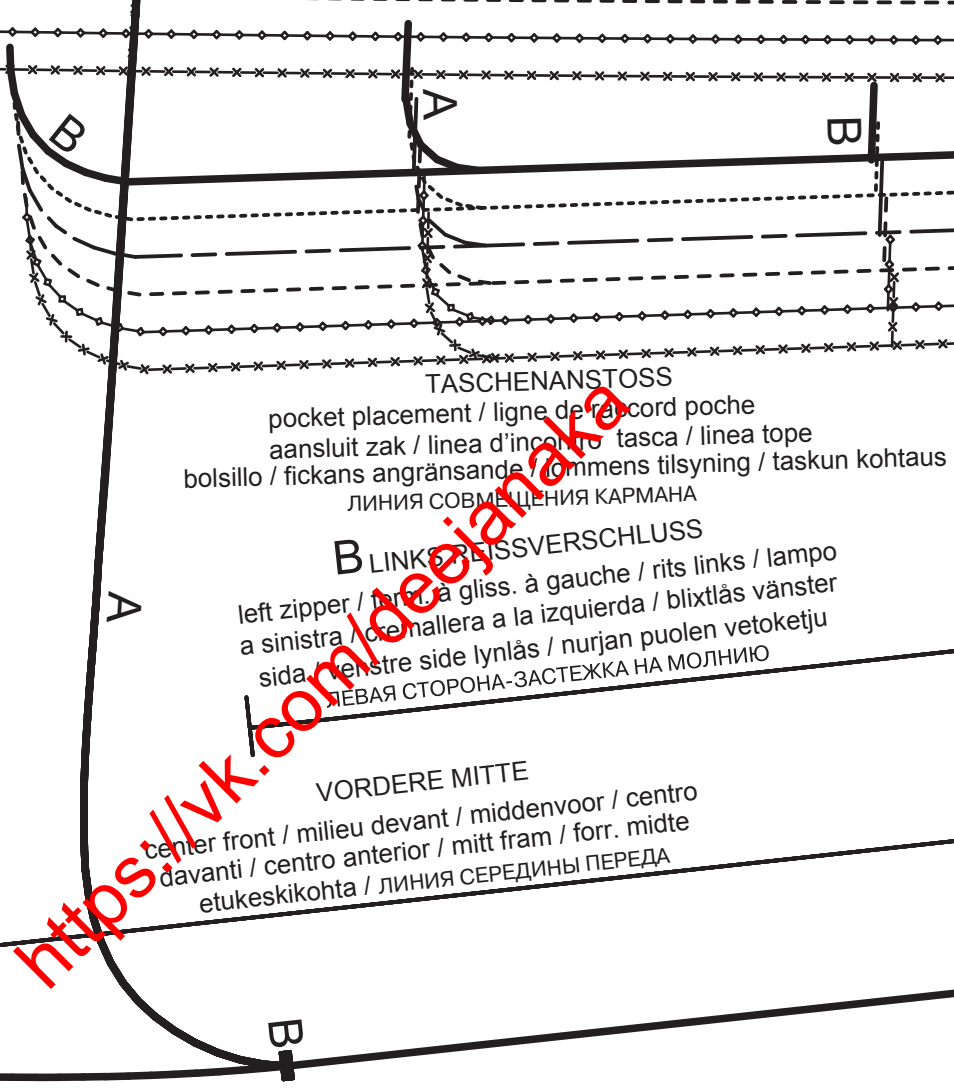 A
B
B
TASCHENANSTOSS
pocket placement / ligne de raccord poche
aansluit zak / linea d'incontro tasca / linea tope
bolsillo / fickans angränsande / lommens tilsyning / taskun kohtaus
ЛИНИЯ СОВМЕЩЕНИЯ КАРМАНА
B LINKS REISSVERSCHLUSS
left zipper / ferm. à gliss. à gauche / rits links / lampo
a sinistra / cremallera a la izquierda / blixtlås vänster
sida / venstre side lynlås / nurjan puolen vetoketju
ЛЕВАЯ СТОРОНА-ЗАСТЕЖКА НА МОЛНИЮ
A
VORDERE MITTE
center front / milieu devant / middenvoor / centro
davanti / centro anterior / mitt fram / forr. midte
etukeskikohta / ЛИНИЯ СЕРЕДИНЫ ПЕРЕДА
B
https://vk.com/deejanaka